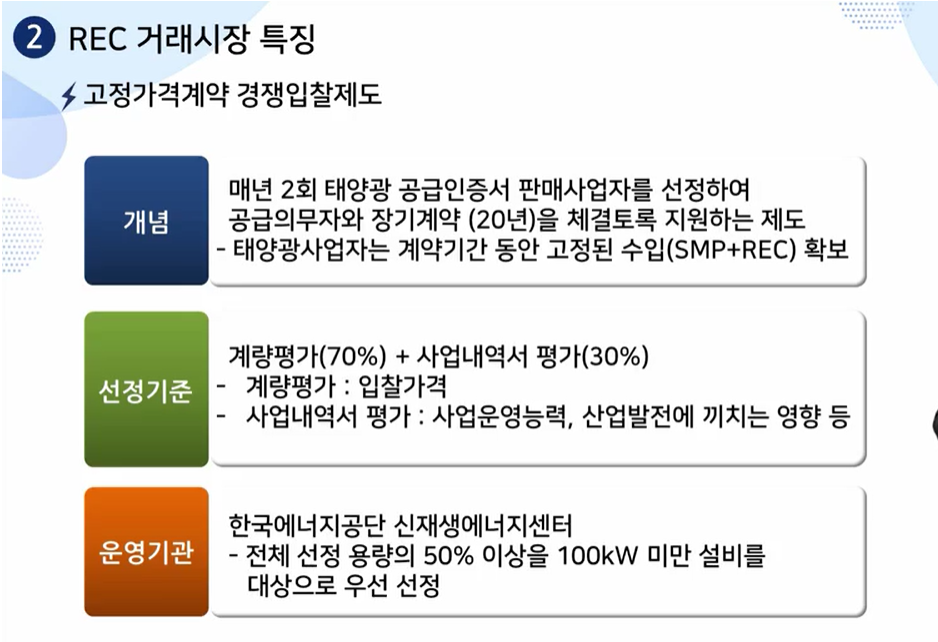 2 REC 거래시장 특징
고정가격계약 경쟁입찰제도
개념
매년 2회 태양광 공급인증서 판매사업자를 선정하여
공급의무자와 장기계약 (20년)을 체결토록 지원하는 제도
- 태양광사업자는 계약기간 동안 고정된 수입(SMP+REC) 확보
선정기준
계량평가(70%) + 사업내역서 평가(30%)
- 계량평가 : 입찰가격
- 사업내역서 평가 : 사업운영능력, 산업발전에 끼치는 영향 등
운영기관
한국에너지공단 신재생에너지센터
- 전체 선정 용량의 50% 이상을 100kW 미만 설비를
대상으로 우선 선정